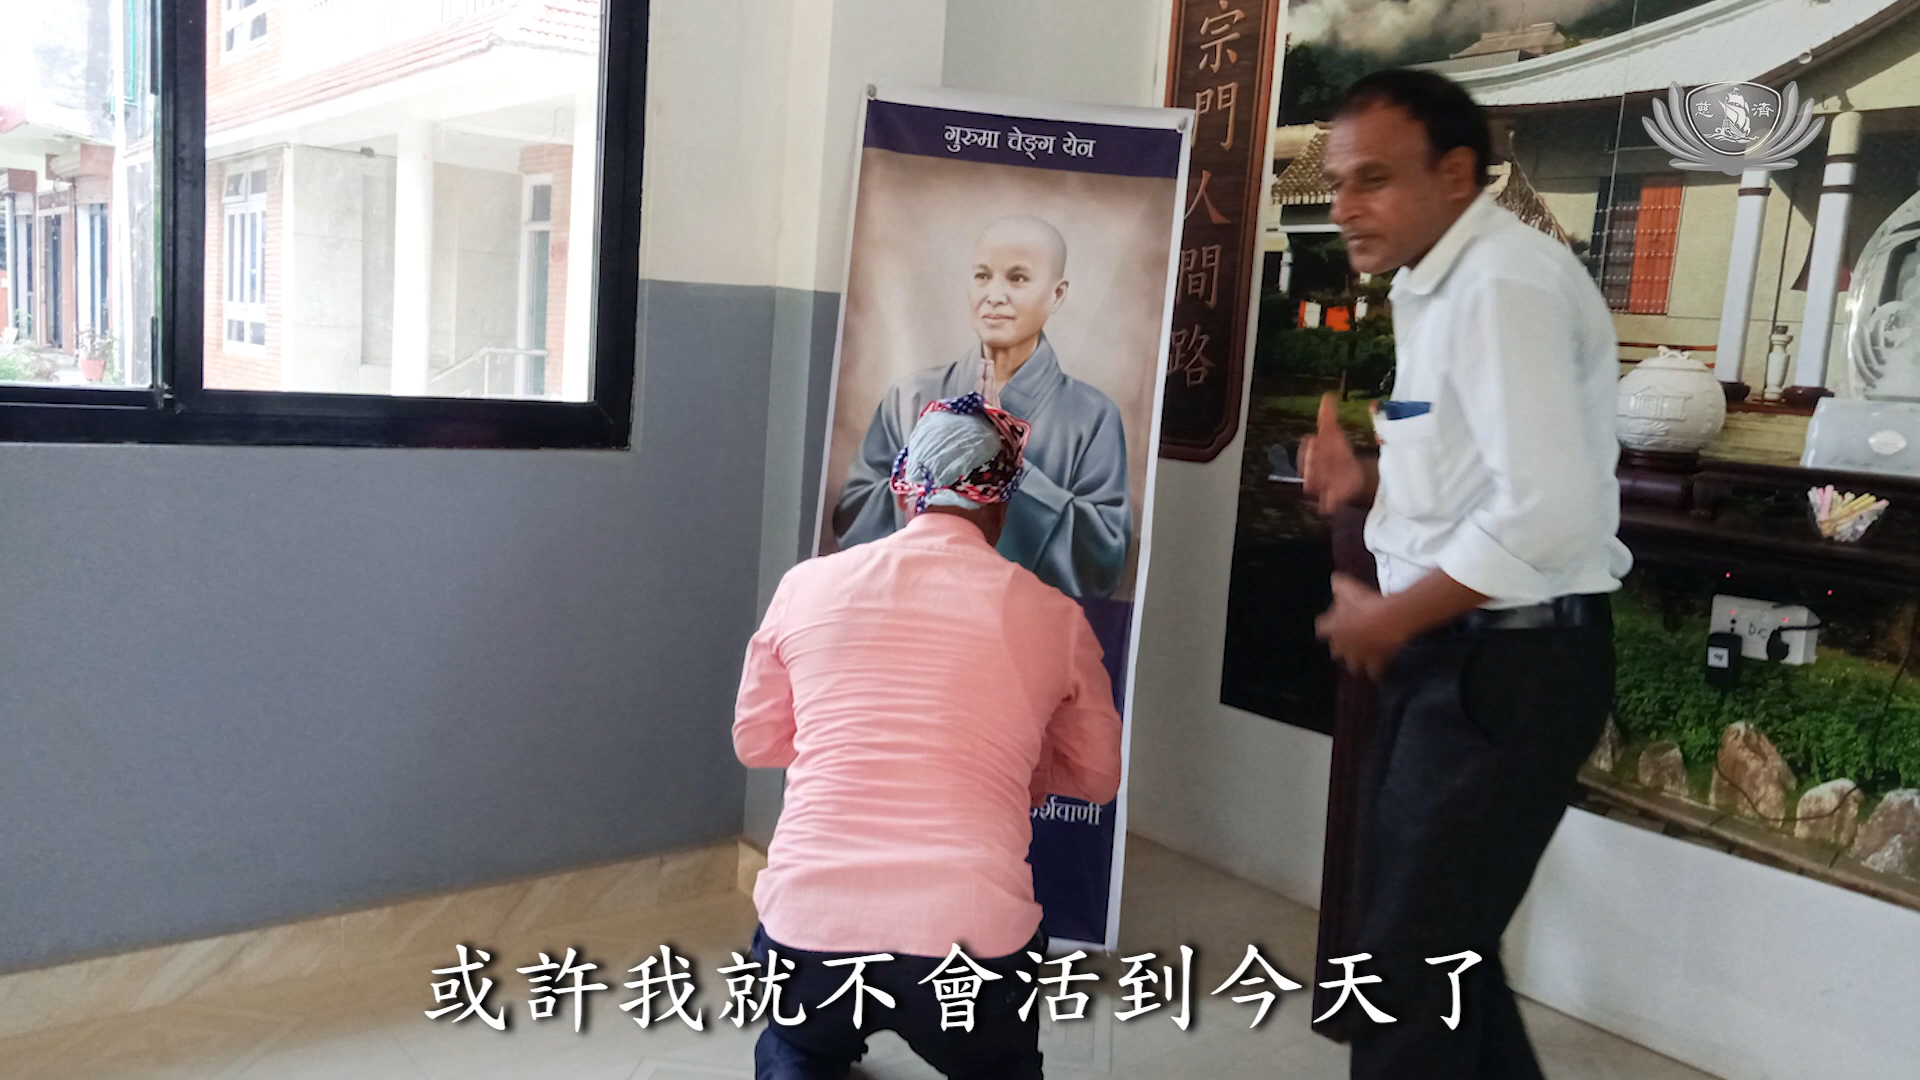 गुरुमा चेङ्ग येन
宗門人間路
慈濟
र्शवाणी
或許我就不會活到今天了